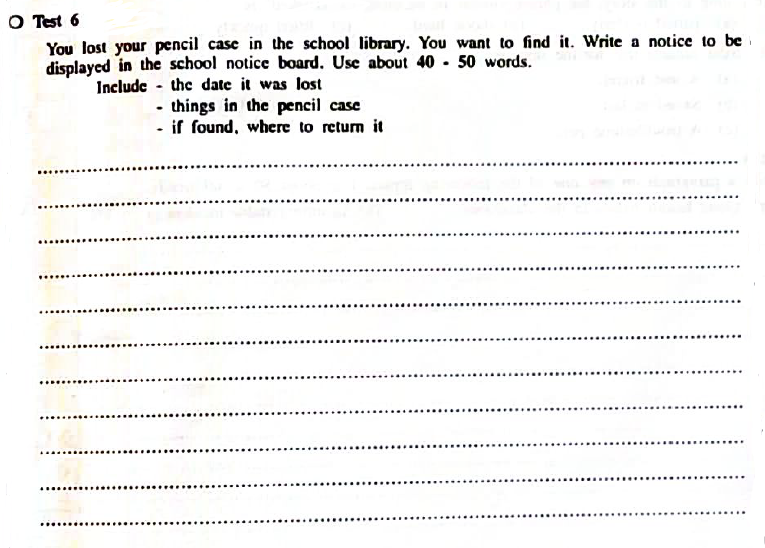 O Test 6
You lost your pencil case in the school library. You want to find it. Write a notice to be
displayed in the school notice board. Use about 40 - 50 words.
Include - the date it was lost
- things in the pencil case
- if found, where to return it